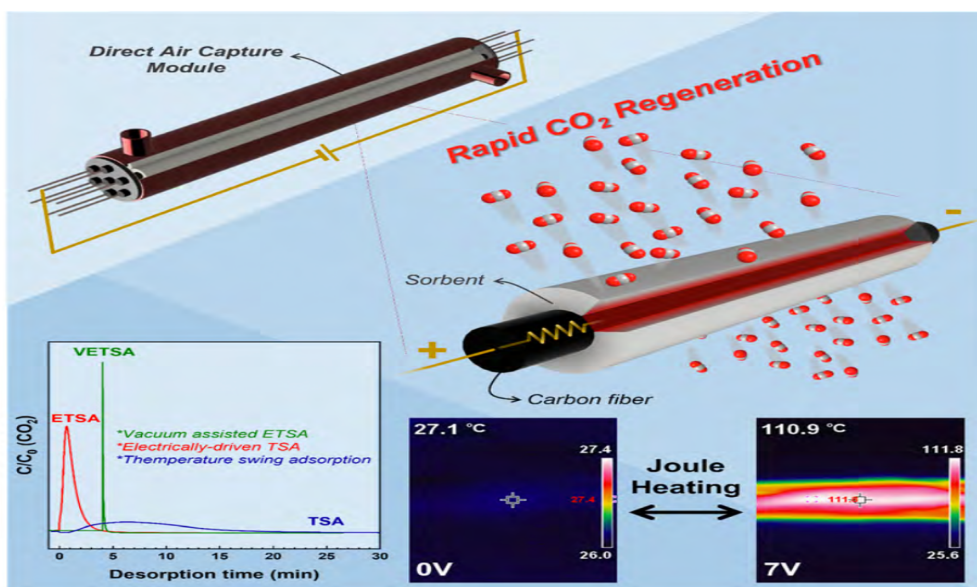 Direct Air Capture
Module
Rapid CO₂ Regeneration
Sorbent
+
-
Carbon fiber
VETSA
ETSA
*Vacuum assisted ETSA
*Electrically-driven TSA
*Themperature swing adsorption
TSA
C/C₀ (CO₂)
0 5 10 15 20 25 30
Desorption time (min)
27.1 °C
27.4
27.4
26.0
0V
Joule
Heating
110.9 °C
111.8
25.6
7V